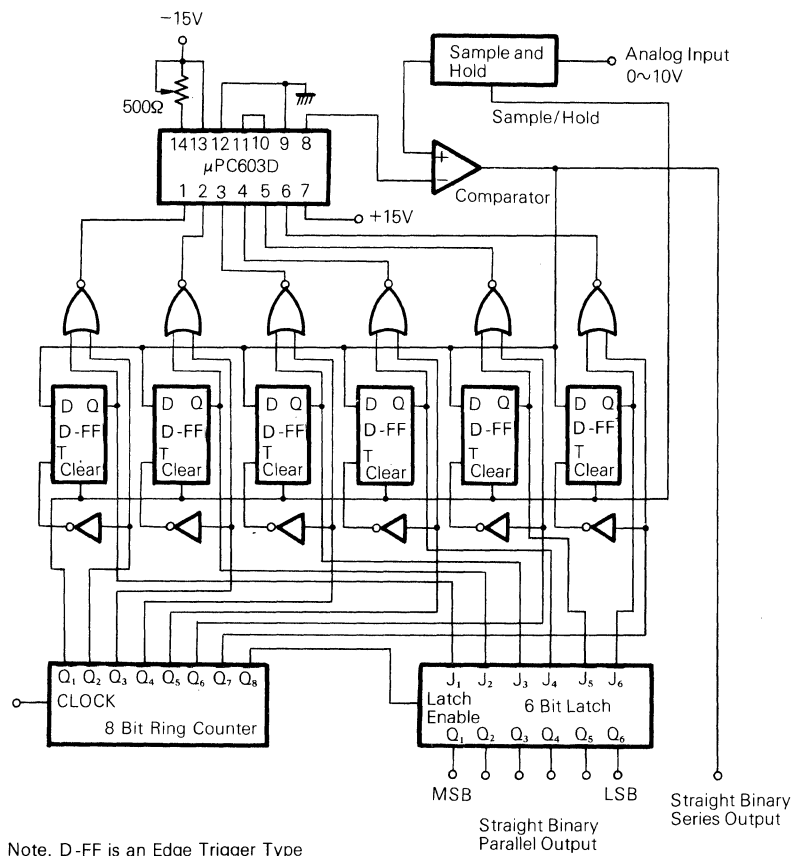 −15V
500Ω
Sample and
Hold
Analog Input
0~10V
Sample/Hold
14 13 12 11 10 9 8
μPC603D
1 2 3 4 5 6 7
+15V
+
−
Comparator
D Q D Q D Q D Q D Q D Q
D-FF D-FF D-FF D-FF D-FF D-FF
T T T T T T
Clear Clear Clear Clear Clear Clear
Q₁ Q₂ Q₃ Q₄ Q₅ Q₆ Q₇ Q₈
CLOCK
8 Bit Ring Counter
J₁ J₂ J₃ J₄ J₅ J₆
Latch
Enable
6 Bit Latch
Q₁ Q₂ Q₃ Q₄ Q₅ Q₆
MSB
LSB
Straight Binary
Parallel Output
Straight Binary
Series Output
Note. D-FF is an Edge Trigger Type